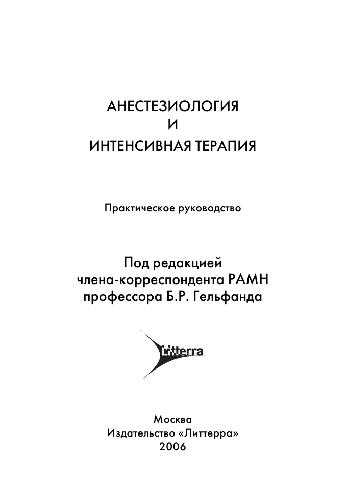 АНЕСТЕЗИОЛОГИЯ
И
ИНТЕНСИВНАЯ ТЕРАПИЯ
Практическое руководство
Под редакцией
члена-корреспондента РАМН
профессора Б.Р. Гельфанда
Litterra
Москва
Издательство «Литтерра»
2006